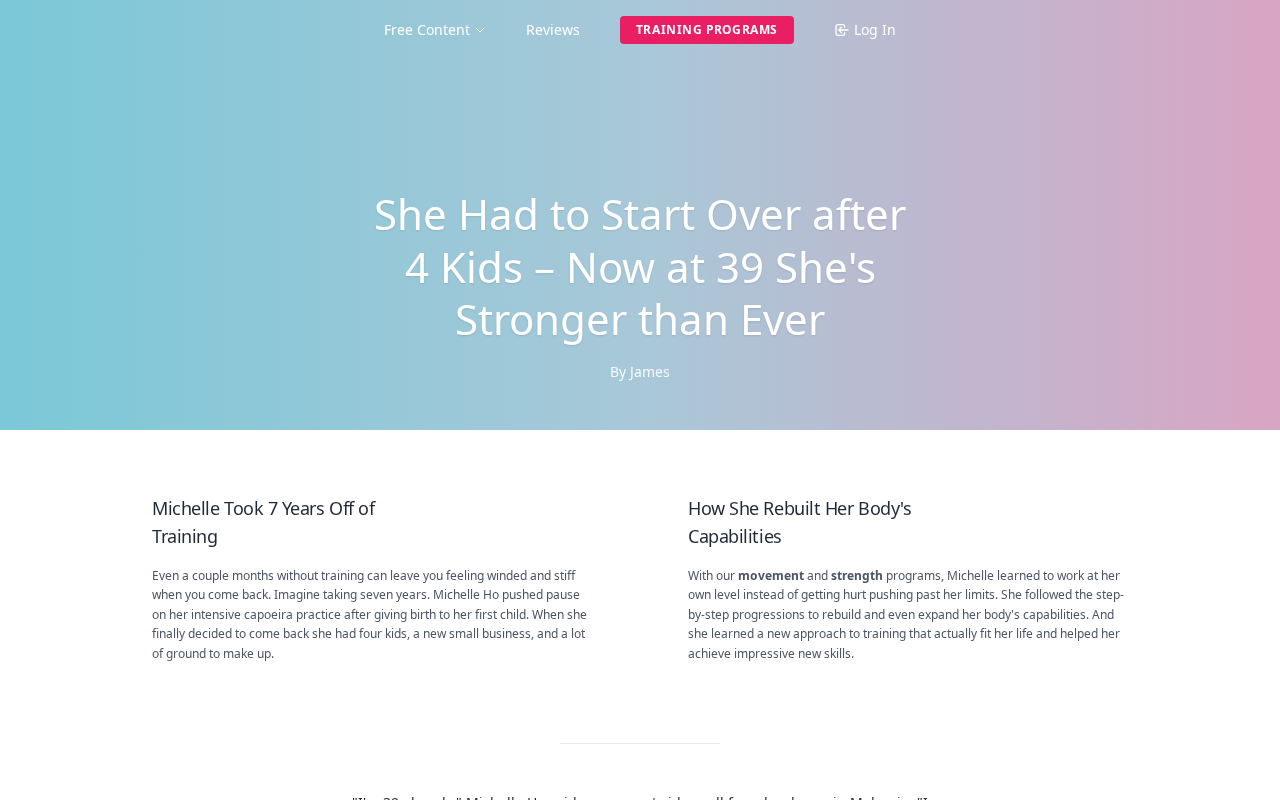 Free Content
Reviews
TRAINING PROGRAMS
Log In
She Had to Start Over after
4 Kids – Now at 39 She's
Stronger than Ever
By James
Michelle Took 7 Years Off of
Training
Even a couple months without training can leave you feeling winded and stiff
when you come back. Imagine taking seven years. Michelle Ho pushed pause
on her intensive capoeira practice after giving birth to her first child. When she
finally decided to come back she had four kids, a new small business, and a lot
of ground to make up.
How She Rebuilt Her Body's
Capabilities
With our movement and strength programs, Michelle learned to work at her
own level instead of getting hurt pushing past her limits. She followed the step-
by-step progressions to rebuild and even expand her body's capabilities. And
she learned a new approach to training that actually fit her life and helped her
achieve impressive new skills.